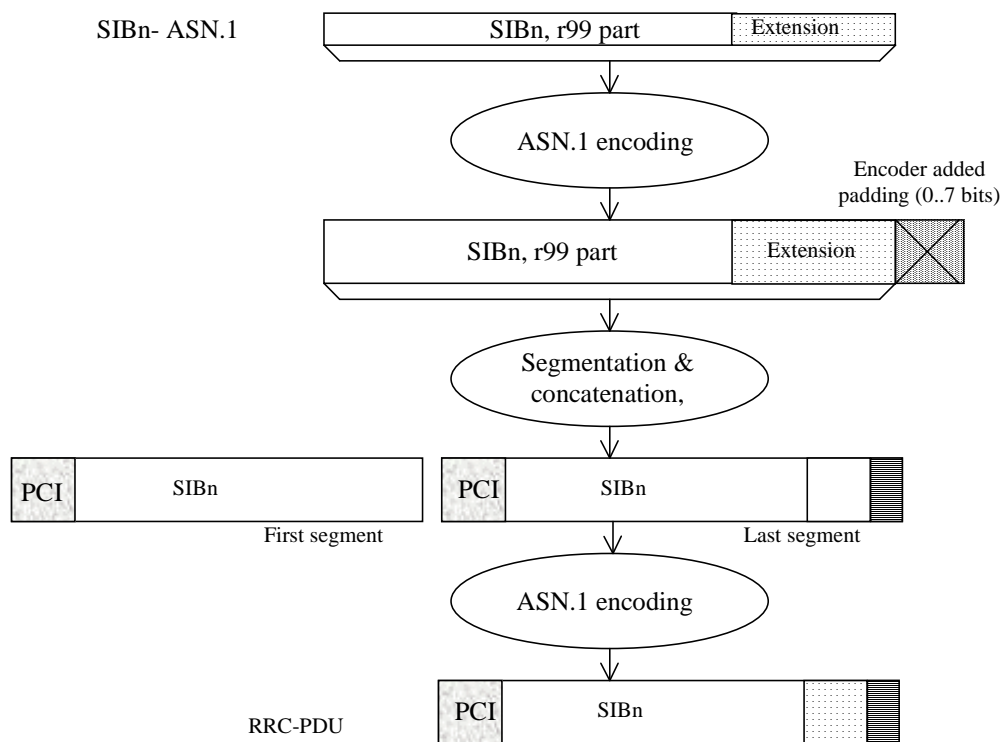 SIBn- ASN.1
SIBn, r99 part
Extension
ASN.1 encoding
Encoder added
padding (0..7 bits)
SIBn, r99 part
Extension
Segmentation &
concatenation,
PCI
SIBn
PCI
SIBn
First segment
Last segment
ASN.1 encoding
PCI
SIBn
RRC-PDU